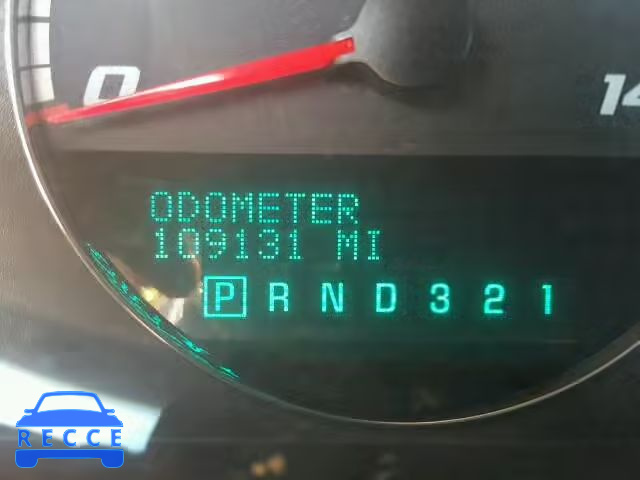 0
14
ODOMETER
109131 MI
P R N D 3 2 1
RECCE